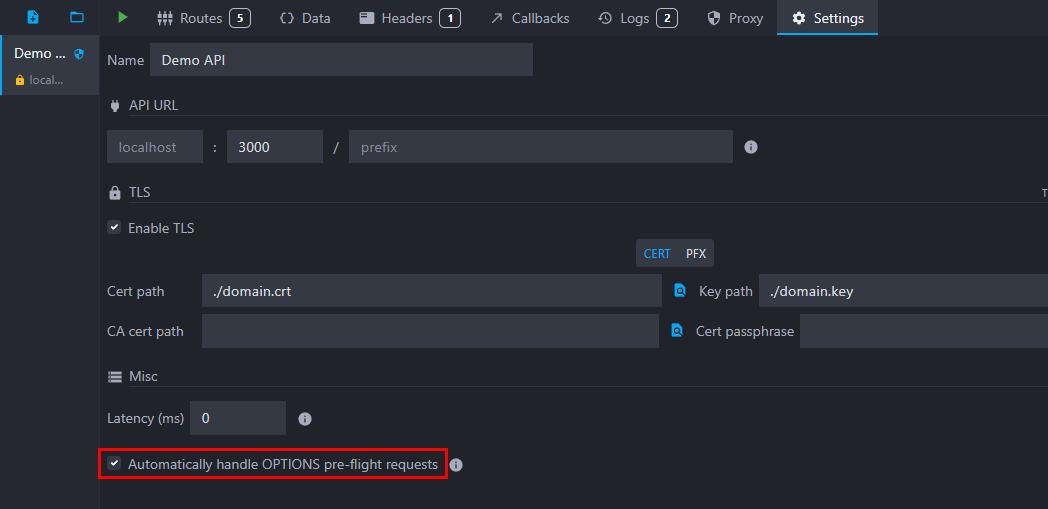 Routes 5 Data Headers 1 Callbacks Logs 2 Proxy Settings
Demo ...
local...
Name Demo API
API URL
localhost : 3000 / prefix
TLS T
Enable TLS
CERT PFX
Cert path ./domain.crt Key path ./domain.key
CA cert path Cert passphrase
Misc
Latency (ms) 0
Automatically handle OPTIONS pre-flight requests